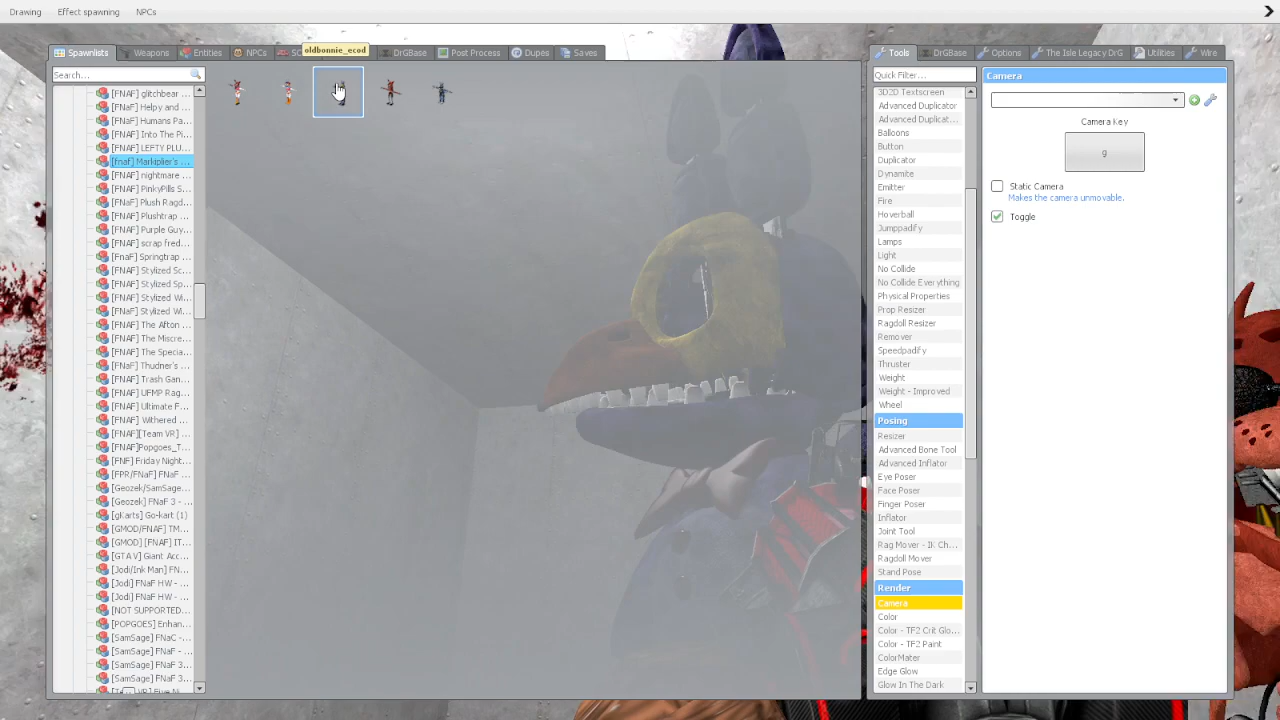 Drawing Effect spawning NPCs
oldbonnie_ecod
Spawnlists Weapons Entities NPCs DrGBase Post Process Dupes Saves
Search...
[FNAF] glitchbear ...
[FNaF] Helpy and ...
[FNAF] Humans Pa...
[FNAF] Into The Pi...
[FNAF] LEFTY PLU...
[fnaf] Markiplier's ...
[FNAF] nightmare ...
[FNAF] PinkyPills S...
[FNAF] Plush Ragd...
[FNAF] Plushtrap ...
[FNAF] Purple Guy...
[FNAF] scrap fred...
[FnaF] Springtrap ...
[FNAF] Stylized Sc...
[FNAF] Stylized Sp...
[FNAF] Stylized Wi...
[FNAF] Stylized Wi...
[FNAF] The Afton ...
[FNAF] The Miscre...
[FNAF] The Specia...
[FNAF] Thudner's ...
[FNAF] Trash Gan...
[FNAF] UFMP Rag...
[FNAF] Ultimate F...
[FNAF] Withered ...
[FNAF][Team VR] ...
[FNAF]Popgoes_T...
[FNF] Friday Night...
[FPR/FNaF] FNaF ...
[Geozek/SamSage...
[Geozek] FNaF 3 - ...
[gKarts] Go-kart (1)
[GMOD/FNAF] TM...
[GMOD] [FNAF] IT...
[GTA V] Giant Acc...
[Jodi/Ink Man] FN...
[Jodi] FNaF HW - ...
[Jodi] FNaF HW - ...
[NOT SUPPORTED...
[POPGOES] Enhan...
[SamSage] FNaC -...
[SamSage] FNaF - ...
[SamSage] FNaF 3...
[SamSage] FNaF 3...
Tools DrGBase Options The Isle Legacy DrG Utilities Wire
Quick Filter...
3D2D Textscreen
Advanced Duplicator
Advanced Duplicat...
Balloons
Button
Duplicator
Dynamite
Emitter
Fire
Hoverball
Jumppadify
Lamps
Light
No Collide
No Collide Everything
Physical Properties
Prop Resizer
Ragdoll Resizer
Remover
Speedpadify
Thruster
Weight
Weight - Improved
Wheel
Posing
Resizer
Advanced Bone Tool
Advanced Inflator
Eye Poser
Face Poser
Finger Poser
Inflator
Joint Tool
Rag Mover - IK Ch...
Ragdoll Mover
Stand Pose
Render
Camera
Color
Color - TF2 Crit Glo...
Color - TF2 Paint
ColorMater
Edge Glow
Glow In The Dark
Camera
Camera Key
g
Static Camera
Makes the camera unmovable.
Toggle